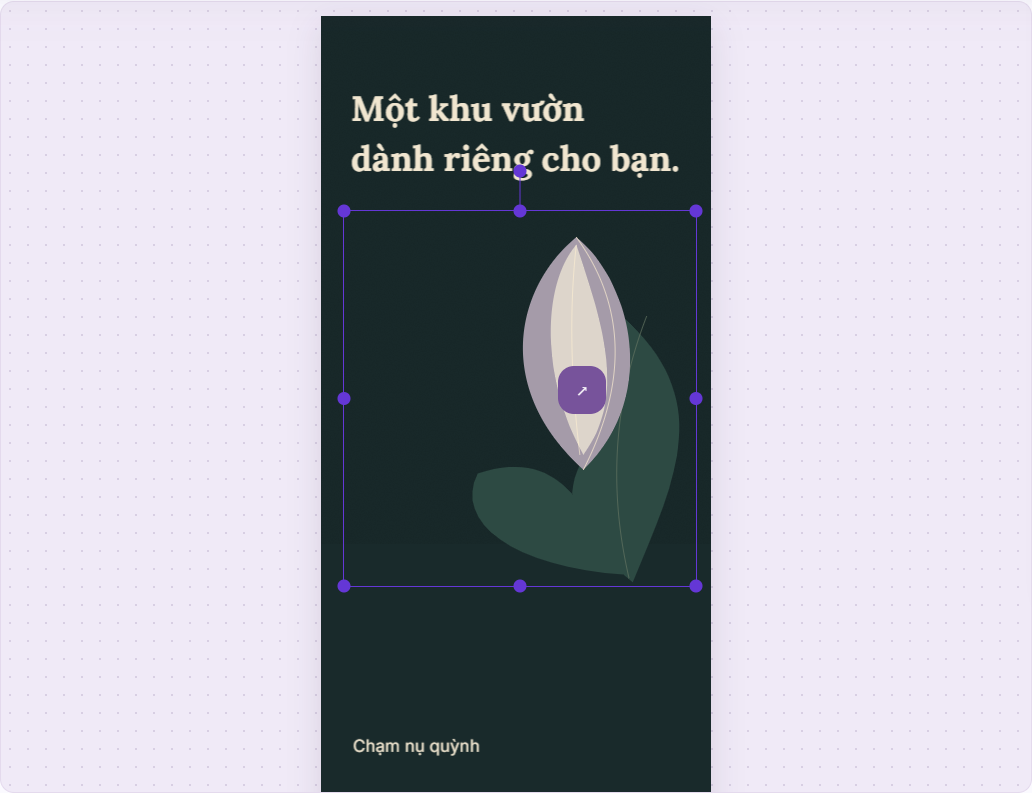 Một khu vườn
dành riêng cho bạn.
Chạm nụ quỳnh